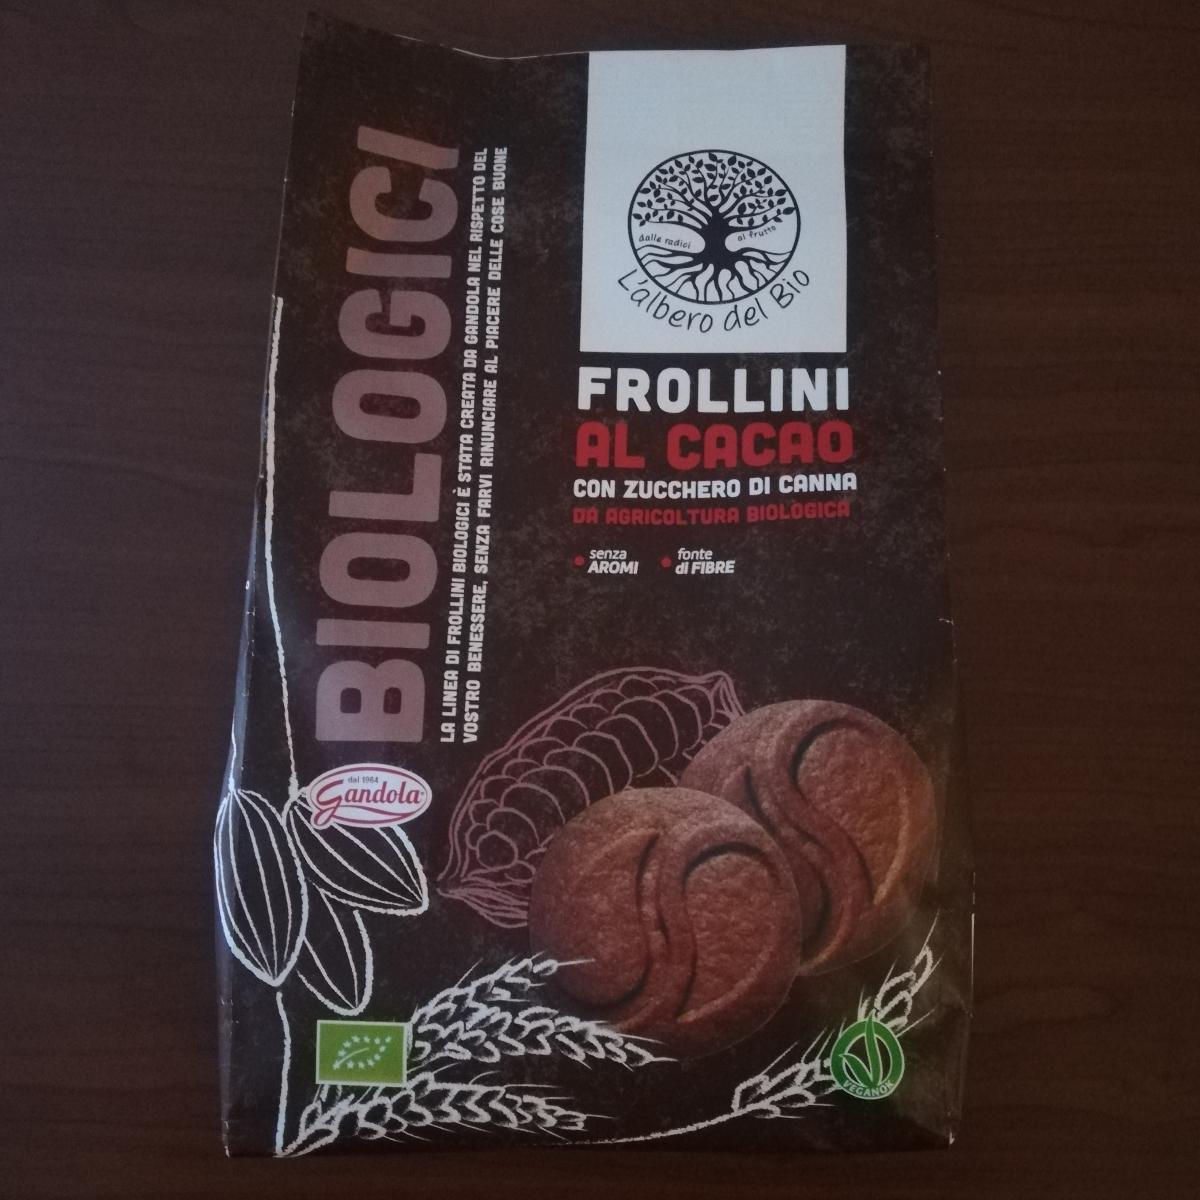 BIOLOGICI
LA LINEA DI FROLLINI BIOLOGICI È STATA CREATA DA GANDOLA NEL RISPETTO DEL
VOSTRO BENESSERE, SENZA FARVI RINUNCIARE AL PIACERE DELLE COSE BUONE
dalle radici al frutto
L'albero del Bio
FROLLINI
AL CACAO
CON ZUCCHERO DI CANNA
DA AGRICOLTURA BIOLOGICA
• senza
AROMI
• fonte
di FIBRE
dal 1964
Gandola
VEGANOK